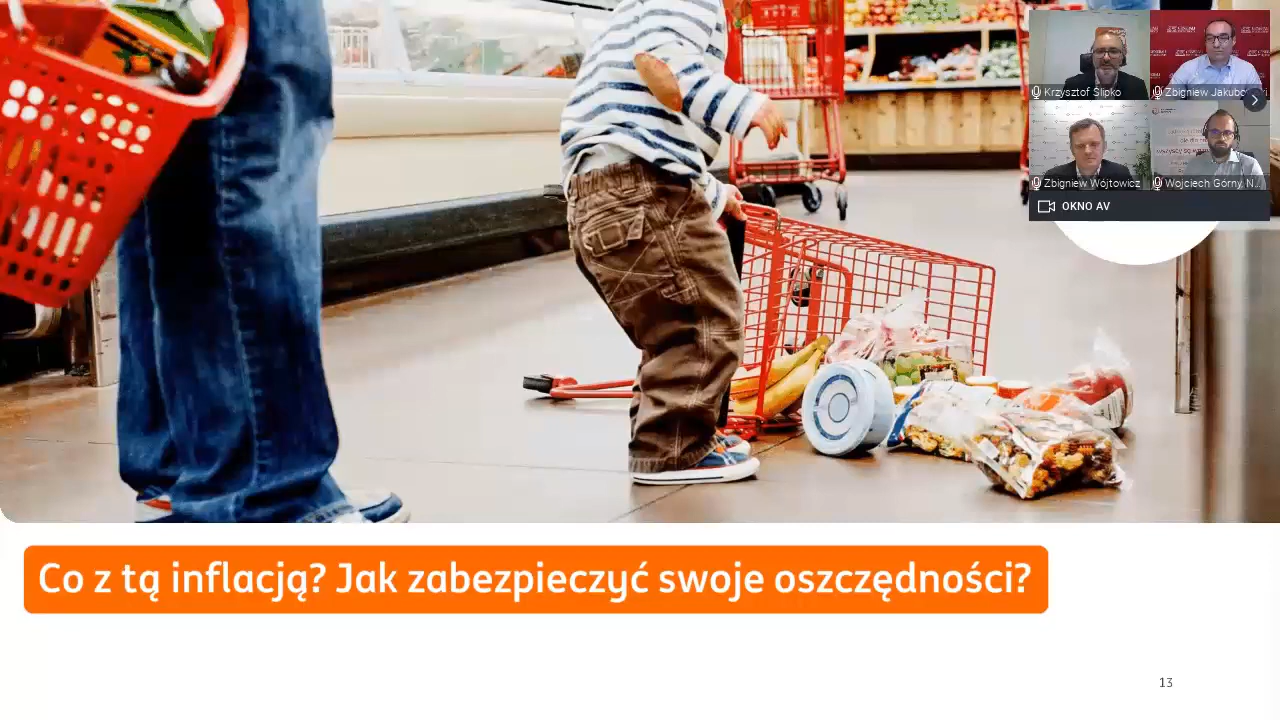 Krzysztof Ślipko
Zbigniew Jakubo
Zbigniew Wójtowicz
Wojciech Górny, N...
OKNO AV
Co z tą inflacją? Jak zabezpieczyć swoje oszczędności?
13